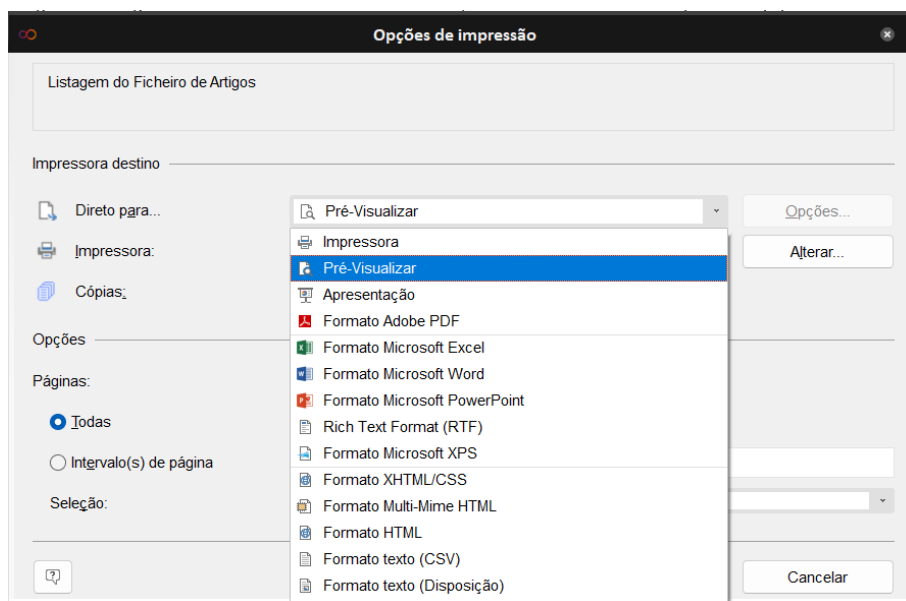 Opções de impressão
Listagem do Ficheiro de Artigos
Impressora destino
Direto para...
Pré-Visualizar
Opções...
Impressora:
Impressora
Alterar...
Pré-Visualizar
Cópias:
Apresentação
Formato Adobe PDF
Opções
Formato Microsoft Excel
Páginas:
Formato Microsoft Word
Formato Microsoft PowerPoint
Todas
Rich Text Format (RTF)
Formato Microsoft XPS
Intervalo(s) de página
Formato XHTML/CSS
Seleção:
Formato Multi-Mime HTML
Formato HTML
Formato texto (CSV)
Formato texto (Disposição)
Cancelar